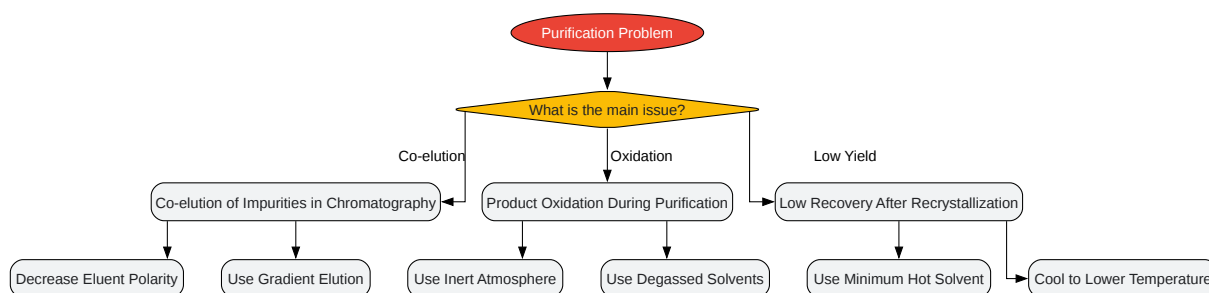 Purification Problem
What is the main issue?
Co-elution
Oxidation
Low Yield
Co-elution of Impurities in Chromatography
Product Oxidation During Purification
Low Recovery After Recrystallization
Decrease Eluent Polarity
Use Gradient Elution
Use Inert Atmosphere
Use Degassed Solvents
Use Minimum Hot Solvent
Cool to Lower Temperature